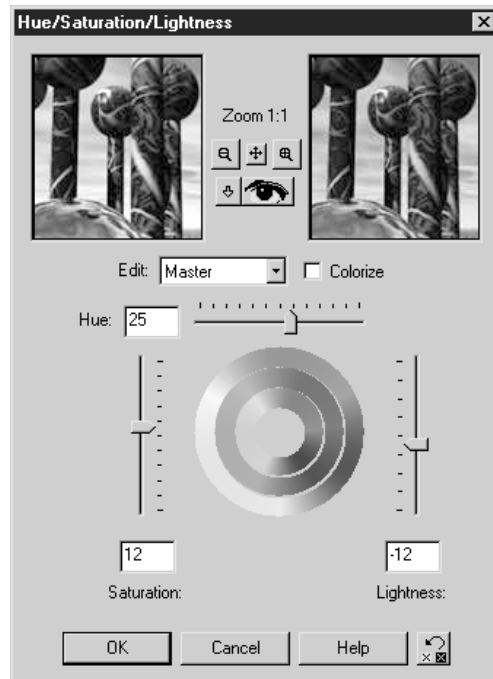 Hue/Saturation/Lightness
Zoom 1:1
Edit: Master Colorize
Hue: 25
12 -12
Saturation: Lightness:
OK Cancel Help